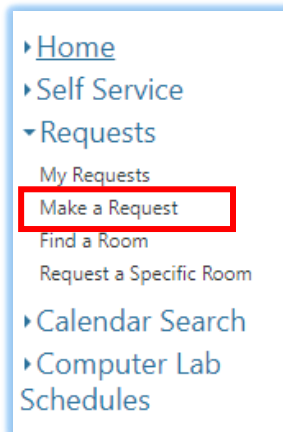 Home
Self Service
Requests
My Requests
Make a Request
Find a Room
Request a Specific Room
Calendar Search
Computer Lab
Schedules